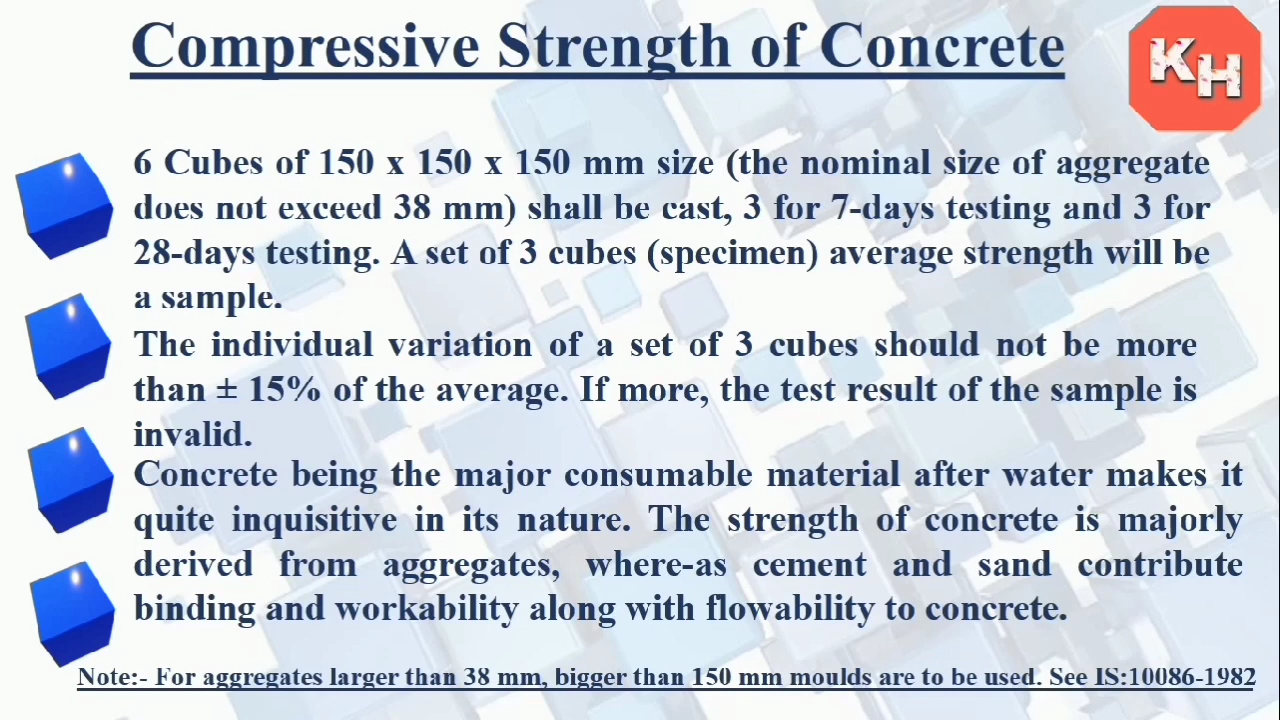 Compressive Strength of Concrete
KH
6 Cubes of 150 x 150 x 150 mm size (the nominal size of aggregate
does not exceed 38 mm) shall be cast, 3 for 7-days testing and 3 for
28-days testing. A set of 3 cubes (specimen) average strength will be
a sample.
The individual variation of a set of 3 cubes should not be more
than ± 15% of the average. If more, the test result of the sample is
invalid.
Concrete being the major consumable material after water makes it
quite inquisitive in its nature. The strength of concrete is majorly
derived from aggregates, where-as cement and sand contribute
binding and workability along with flowability to concrete.
Note:- For aggregates larger than 38 mm, bigger than 150 mm moulds are to be used. See IS:10086-1982